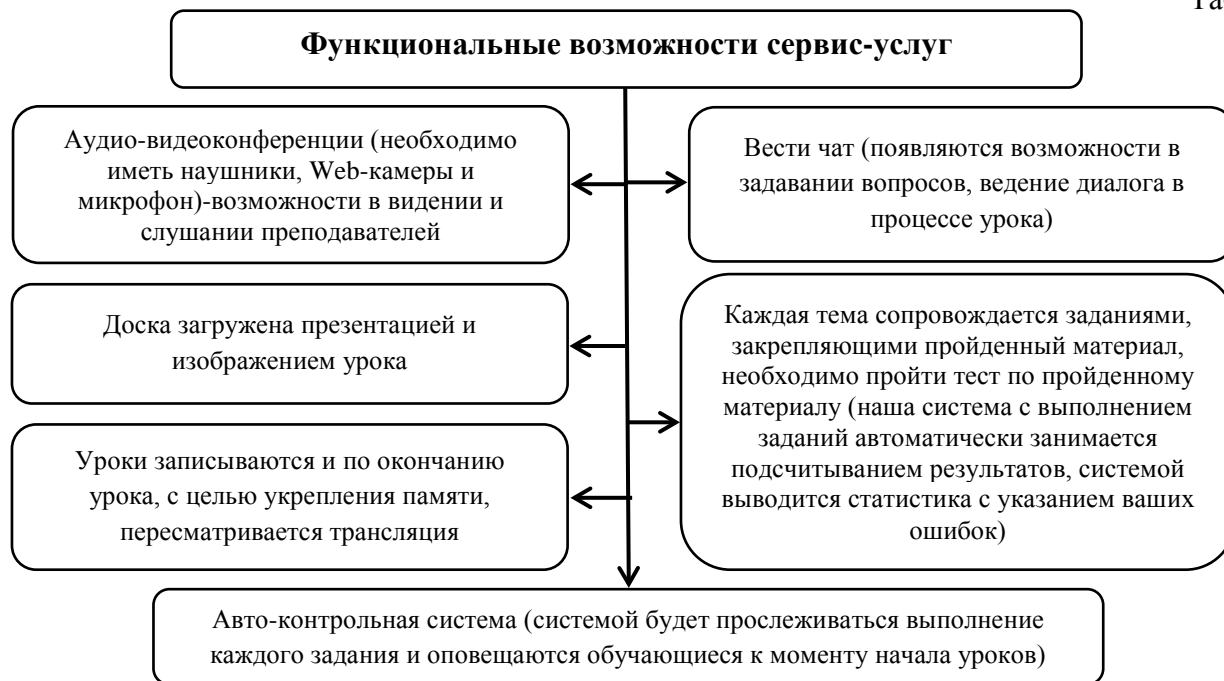 Функциональные возможности сервис-услуг
Аудио-видеоконференции (необходимо
иметь наушники, Web-камеры и
микрофон)-возможности в видении и
слушании преподавателей
Вести чат (появляются возможности в
задавании вопросов, ведение диалога в
процессе урока)
Доска загружена презентацией и
изображением урока
Каждая тема сопровождается заданиями,
закрепляющими пройденный материал,
необходимо пройти тест по пройденному
материалу (наша система с выполнением
заданий автоматически занимается
подсчитыванием результатов, системой
выводится статистика с указанием ваших
ошибок)
Уроки записываются и по окончанию
урока, с целью укрепления памяти,
пересматривается трансляция
Авто-контрольная система (системой будет прослеживаться выполнение
каждого задания и оповещаются обучающиеся к моменту начала уроков)